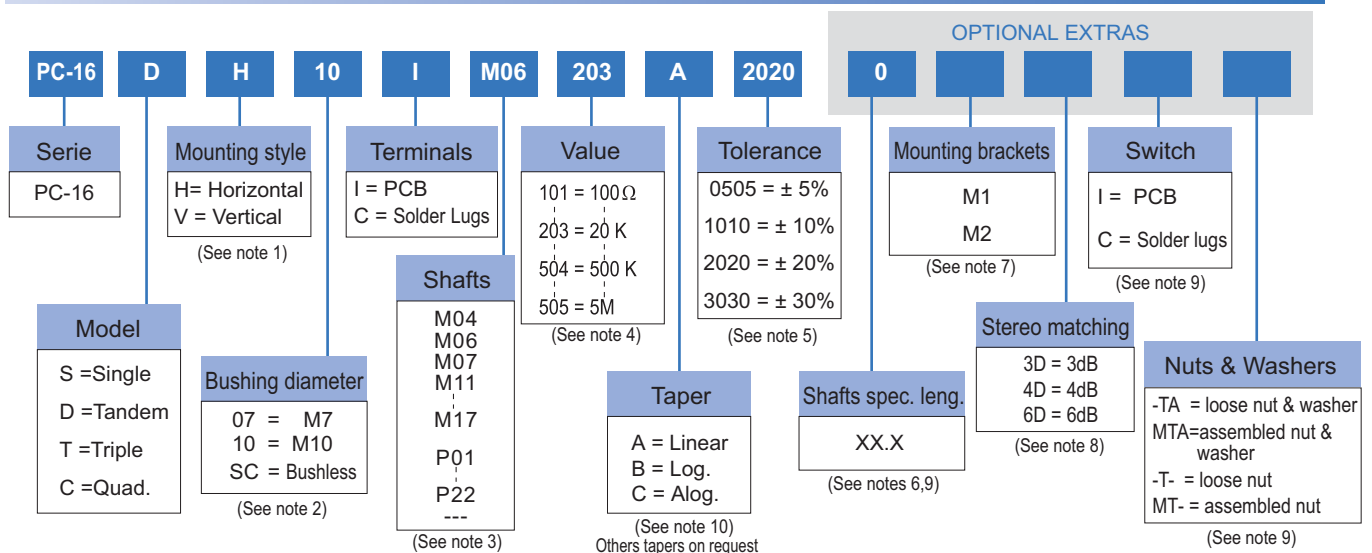 OPTIONAL EXTRAS
PC-16 D H 10 I M06 203 A 2020 0
Serie
PC-16
Mounting style
H= Horizontal
V = Vertical
(See note 1)
Terminals
I = PCB
C = Solder Lugs
Value
101 = 100Ω
203 = 20 K
504 = 500 K
505 = 5M
(See note 4)
Tolerance
0505 = ± 5%
1010 = ± 10%
2020 = ± 20%
3030 = ± 30%
(See note 5)
Mounting brackets
M1
M2
(See note 7)
Switch
I = PCB
C = Solder lugs
(See note 9)
Model
S =Single
D =Tandem
T =Triple
C =Quad.
Bushing diameter
07 = M7
10 = M10
SC = Bushless
(See note 2)
Shafts
M04
M06
M07
M11
M17
P01
P22
---
(See note 3)
Taper
A = Linear
B = Log.
C = Alog.
(See note 10)
Others tapers on request
Shafts spec. leng.
XX.X
(See notes 6,9)
Stereo matching
3D = 3dB
4D = 4dB
6D = 6dB
(See note 8)
Nuts & Washers
-TA = loose nut & washer
MTA=assembled nut &
washer
-T- = loose nut
MT- = assembled nut
(See note 9)